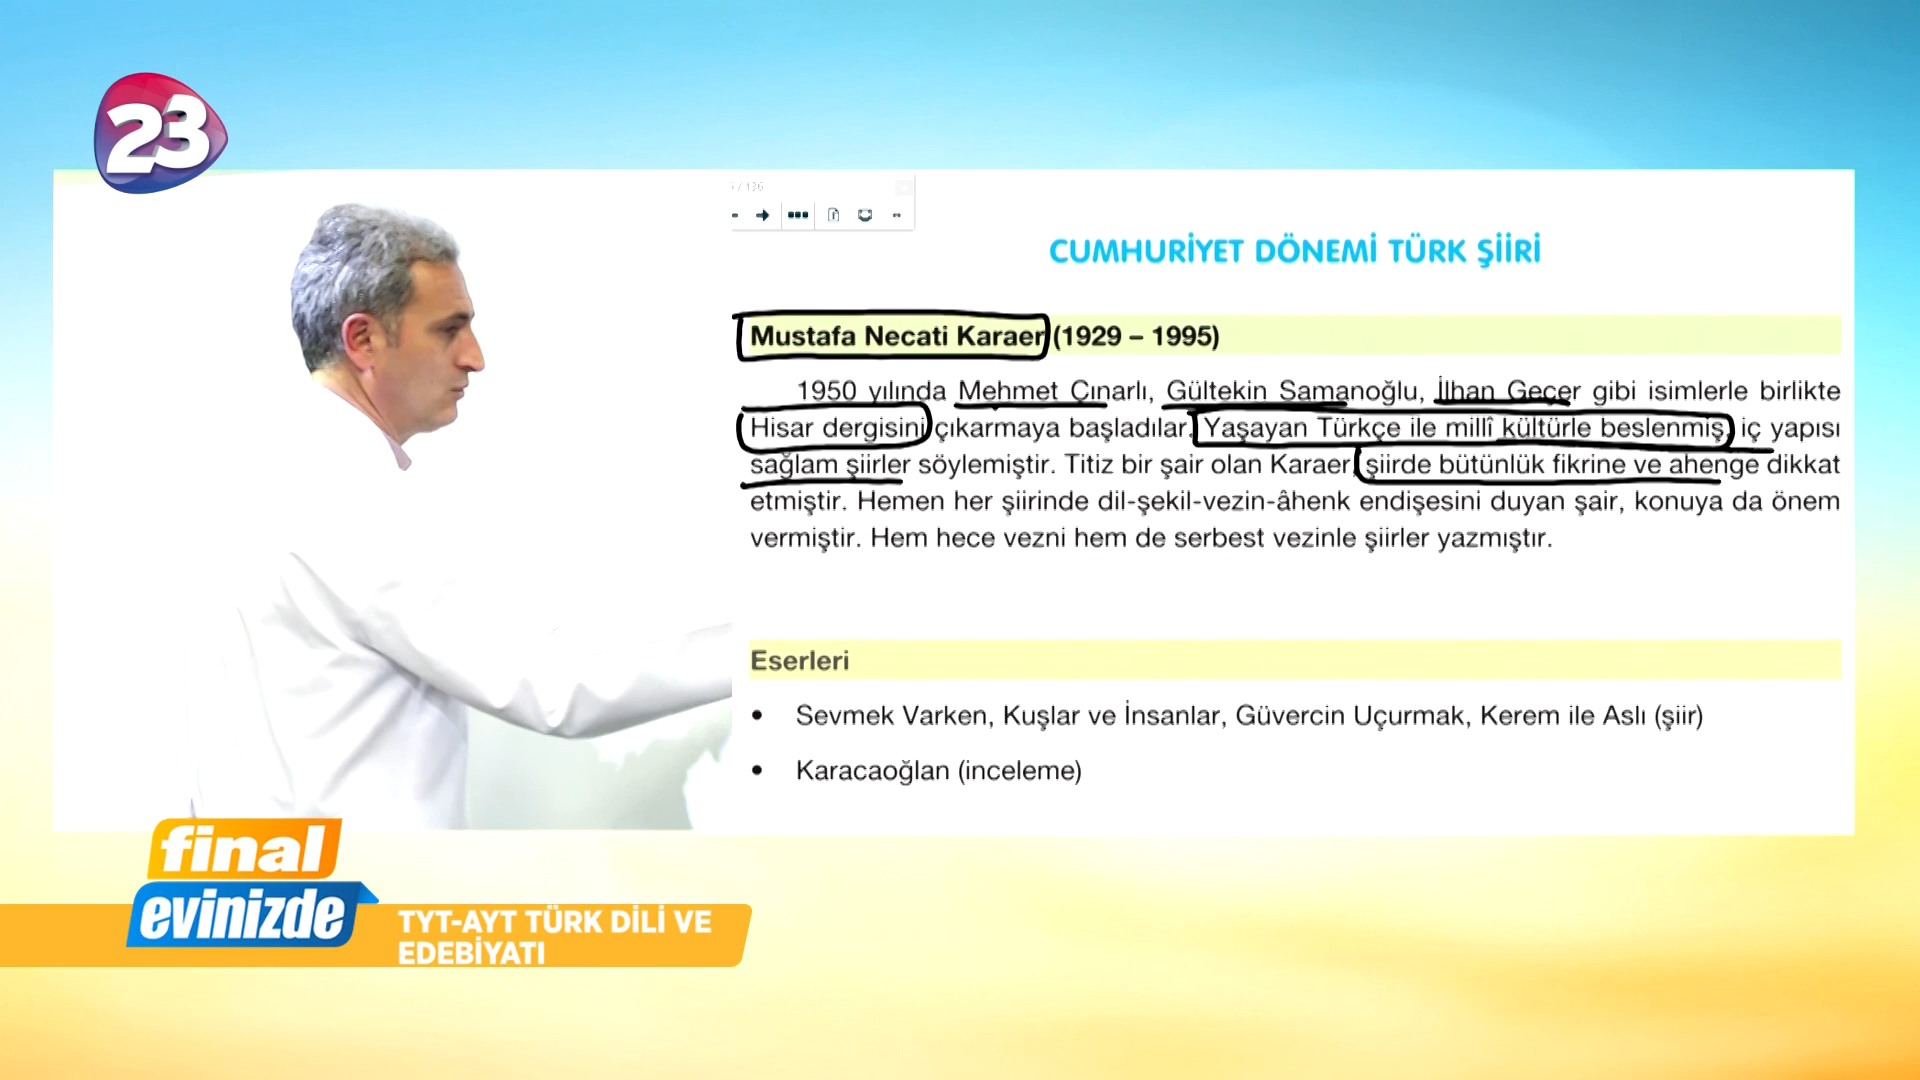 23
/ 136
CUMHURİYET DÖNEMİ TÜRK ŞİİRİ
Mustafa Necati Karaer (1929 – 1995)
1950 yılında Mehmet Çınarlı, Gültekin Samanoğlu, İlhan Geçer gibi isimlerle birlikte
Hisar dergisini çıkarmaya başladılar. Yaşayan Türkçe ile millî kültürle beslenmiş, iç yapısı
sağlam şiirler söylemiştir. Titiz bir şair olan Karaer, şiirde bütünlük fikrine ve ahenge dikkat
etmiştir. Hemen her şiirinde dil-şekil-vezin-âhenk endişesini duyan şair, konuya da önem
vermiştir. Hem hece vezni hem de serbest vezinle şiirler yazmıştır.
Eserleri
• Sevmek Varken, Kuşlar ve İnsanlar, Güvercin Uçurmak, Kerem ile Aslı (şiir)
• Karacaoğlan (inceleme)
final
evinizde
TYT-AYT TÜRK DİLİ VE
EDEBİYATI